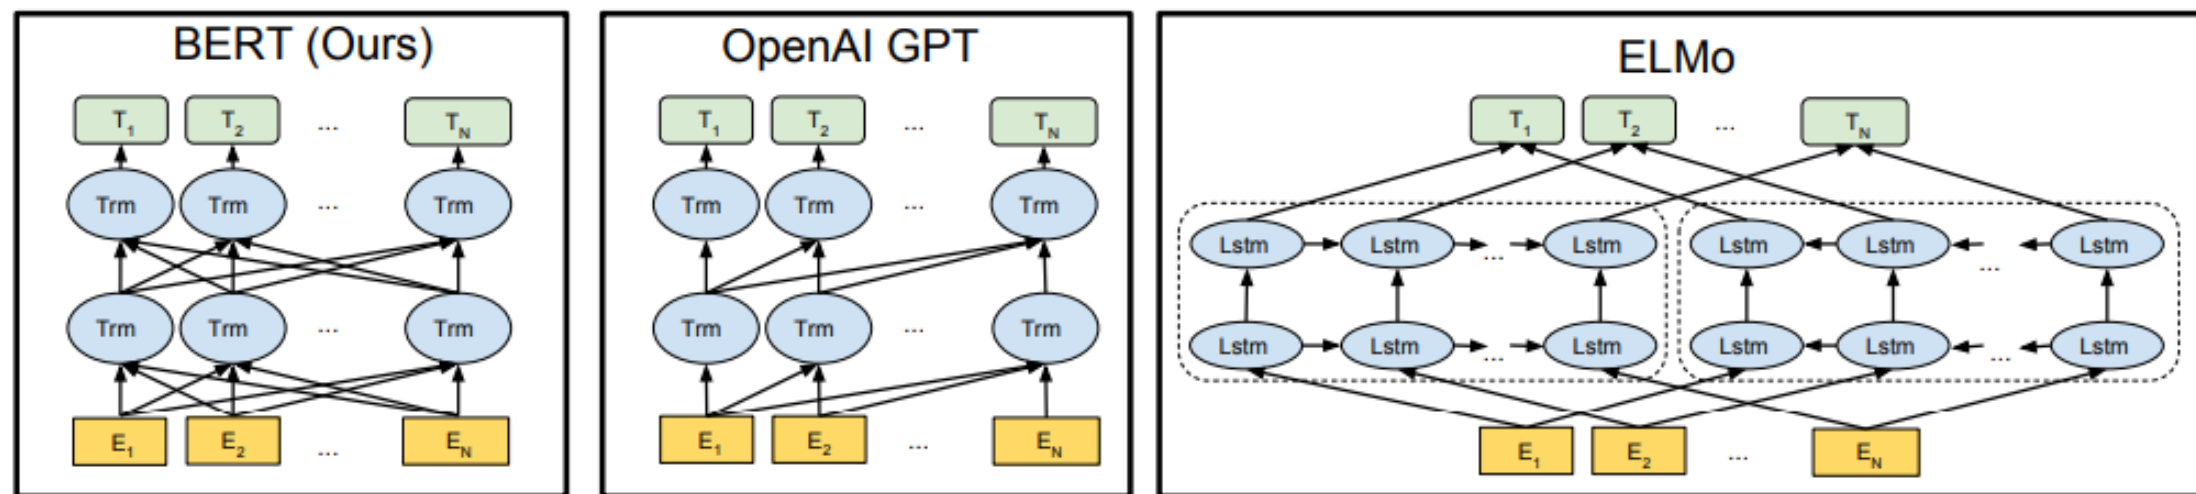 BERT (Ours)
T1 T2 ... TN
Trm Trm ... Trm
Trm Trm ... Trm
E1 E2 ... EN
OpenAI GPT
T1 T2 ... TN
Trm Trm ... Trm
Trm Trm ... Trm
E1 E2 ... EN
ELMo
T1 T2 ... TN
Lstm Lstm ... Lstm Lstm Lstm ... Lstm
Lstm Lstm ... Lstm Lstm Lstm ... Lstm
E1 E2 ... EN